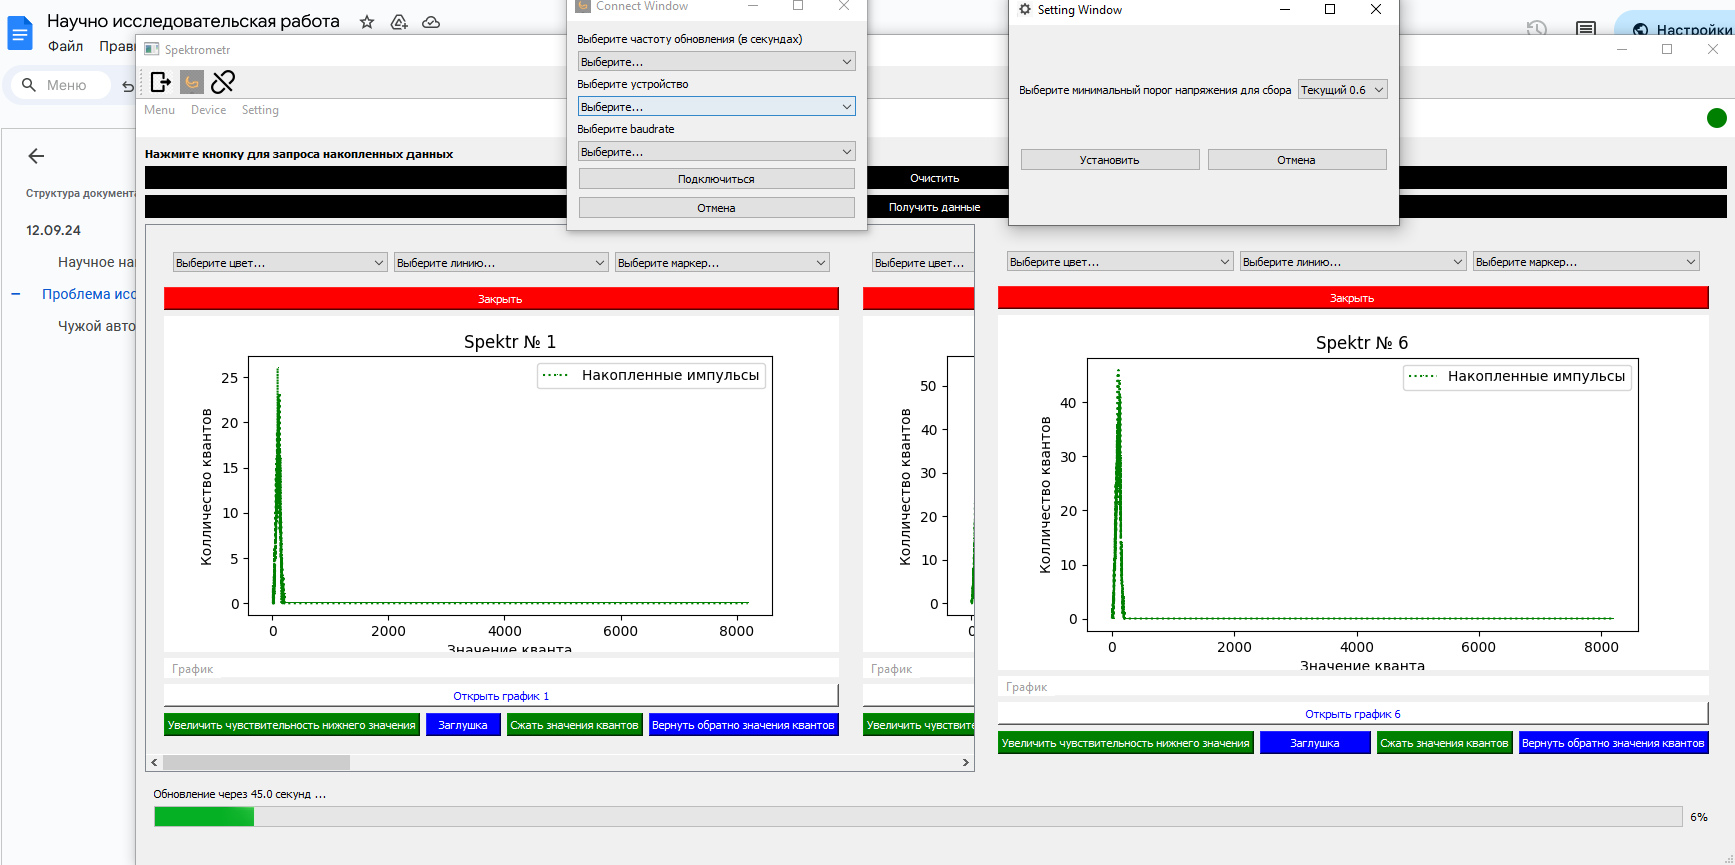 Научно исследовательская работа
Файл
Настройки
Меню
Структура документа
12.09.24
Научное
Проблема
Чужой авто
Spektrometr
Menu Device Setting
Нажмите кнопку для запроса накопленных данных
Очистить
Получить данные
Connect Window
Выберите частоту обновления (в секундах)
Выберите...
Выберите устройство
Выберите...
Выберите baudrate
Выберите...
Подключиться
Отмена
Setting Window
Выберите минимальный порог напряжения для сбора Текущий 0.6
Установить Отмена
Выберите цвет... Выберите линию... Выберите маркер...
Закрыть
Spektr № 1
Накопленные импульсы
Колличество квантов
25
20
15
10
5
0
0 2000 4000 6000 8000
Значение кванта
График
Открыть график 1
Увеличить чувствительность нижнего значения Заглушка Сжать значения квантов Вернуть обратно значения квантов
Выберите цвет...
Колличество квантов
50
40
30
20
10
0
График
Увеличить чувствите
Выберите цвет... Выберите линию... Выберите маркер...
Закрыть
Spektr № 6
Накопленные импульсы
Колличество квантов
40
30
20
10
0
0 2000 4000 6000 8000
Значение кванта
График
Открыть график 6
Увеличить чувствительность нижнего значения Заглушка Сжать значения квантов Вернуть обратно значения квантов
Обновление через 45.0 секунд ...
6%